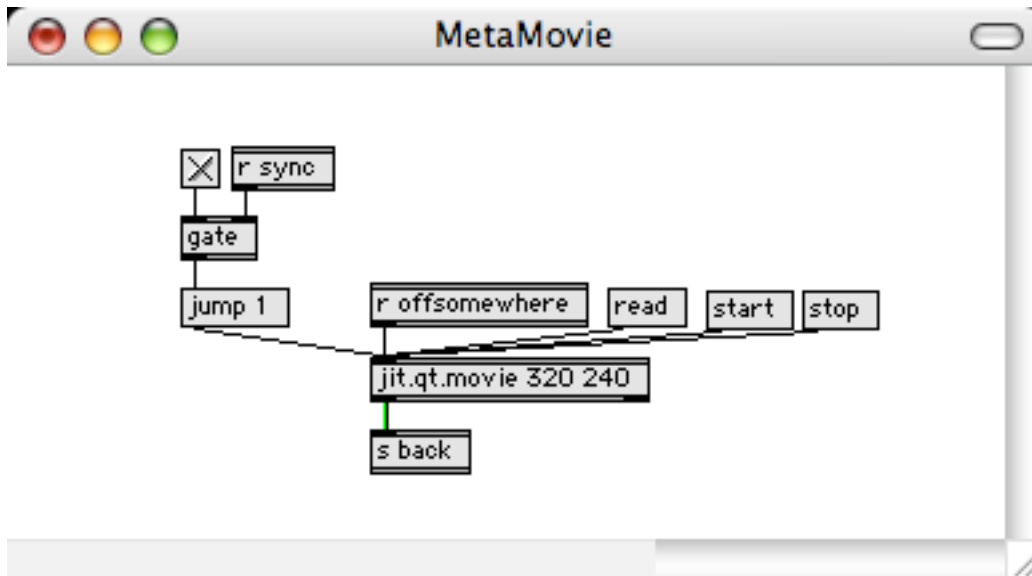 MetaMovie
r sync
gate
jump 1
r offsomewhere
read
start
stop
jit.qt.movie 320 240
s back